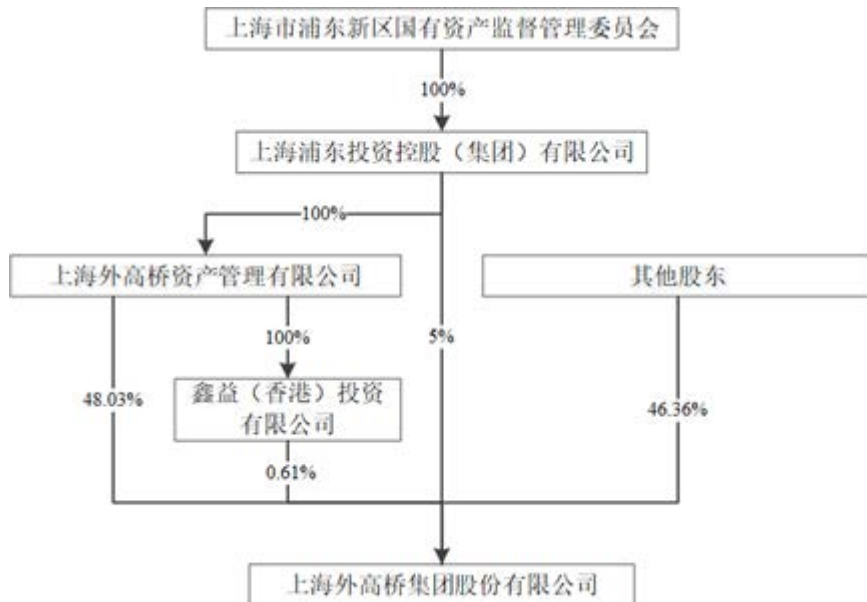 上海市浦东新区国有资产监督管理委员会
100%
上海浦东投资控股（集团）有限公司
100%
上海外高桥资产管理有限公司
其他股东
100%
5%
48.03%
鑫益（香港）投资
有限公司
46.36%
0.61%
上海外高桥集团股份有限公司